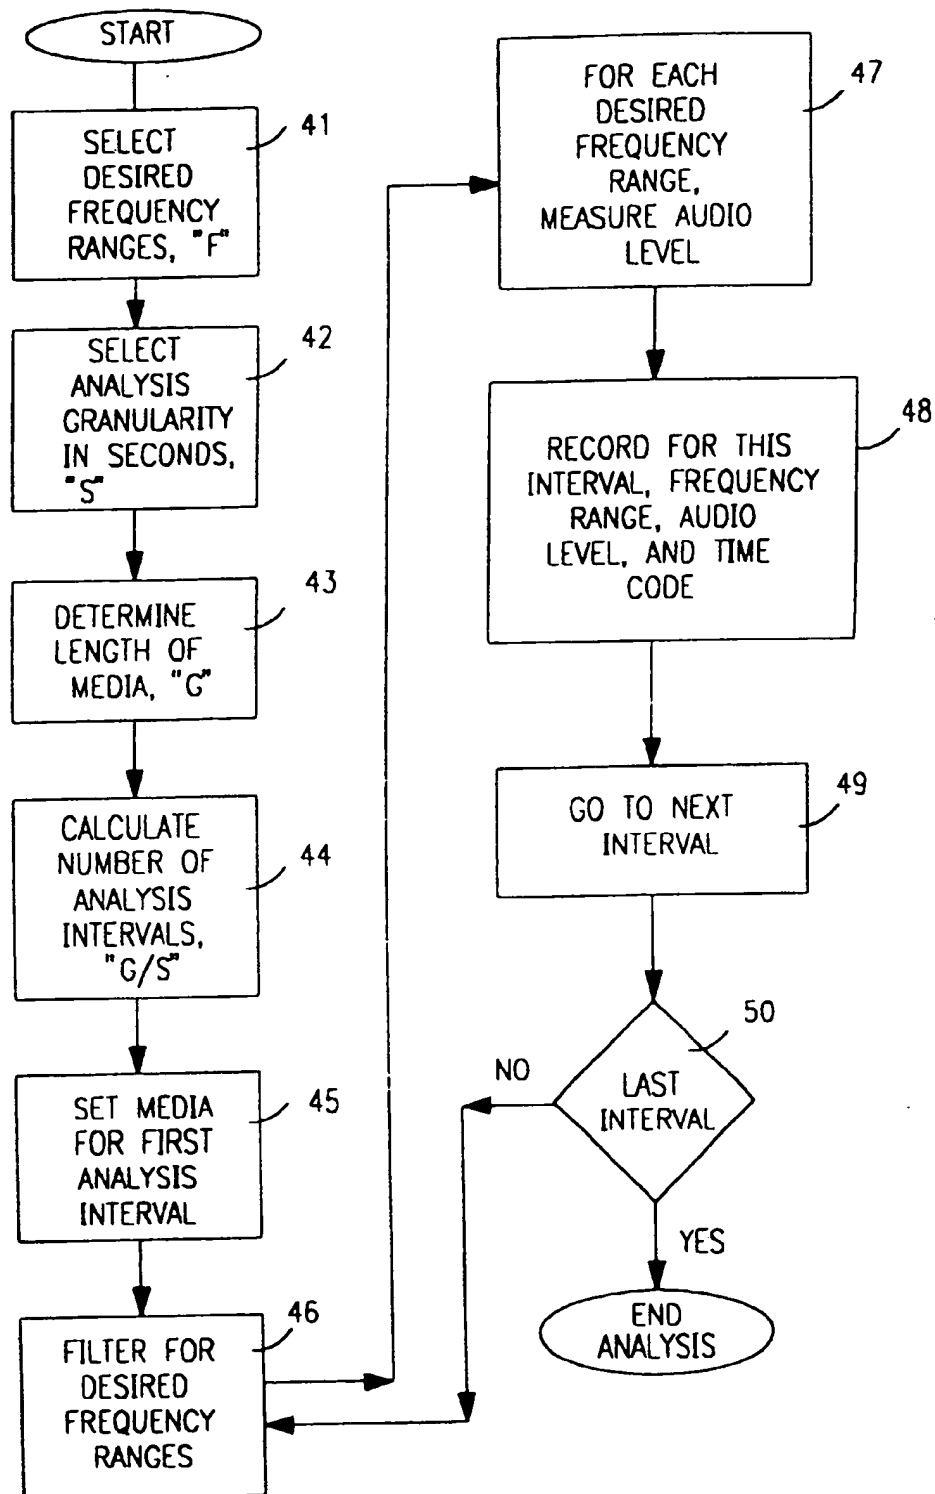 START
41
SELECT
DESIRED
FREQUENCY
RANGES, "F"
42
SELECT
ANALYSIS
GRANULARITY
IN SECONDS,
"S"
43
DETERMINE
LENGTH OF
MEDIA, "G"
44
CALCULATE
NUMBER OF
ANALYSIS
INTERVALS,
"G/S"
45
SET MEDIA
FOR FIRST
ANALYSIS
INTERVAL
46
FILTER FOR
DESIRED
FREQUENCY
RANGES
47
FOR EACH
DESIRED
FREQUENCY
RANGE,
MEASURE AUDIO
LEVEL
48
RECORD FOR THIS
INTERVAL, FREQUENCY
RANGE, AUDIO
LEVEL, AND TIME
CODE
49
GO TO NEXT
INTERVAL
50
LAST
INTERVAL
NO
YES
END
ANALYSIS